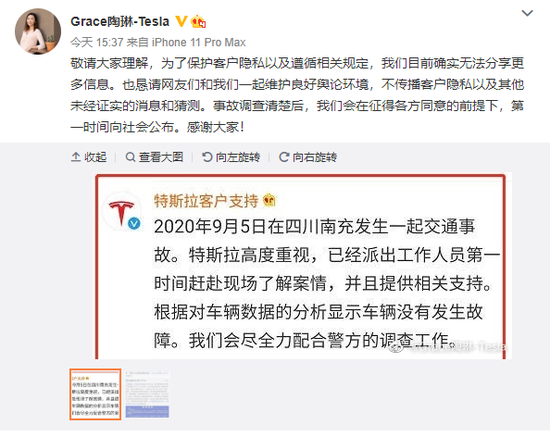 Grace陶琳-Tesla
今天 15:37 来自 iPhone 11 Pro Max
敬请大家理解，为了保护客户隐私以及遵循相关规定，我们目前确实无法分享更
多信息。也恳请网友们和我们一起维护良好舆论环境，不传播客户隐私以及其他
未经证实的消息和猜测。事故调查清楚后，我们会在征得各方同意的前提下，第
一时间向社会公布。感谢大家！
收起 查看大图 向左旋转 向右旋转
特斯拉客户支持
2020年9月5日在四川南充发生一起交通事
故。特斯拉高度重视，已经派出工作人员第一
时间赶赴现场了解案情，并且提供相关支持。
根据对车辆数据的分析显示车辆没有发生故
障。我们会尽全力配合警方的调查工作。